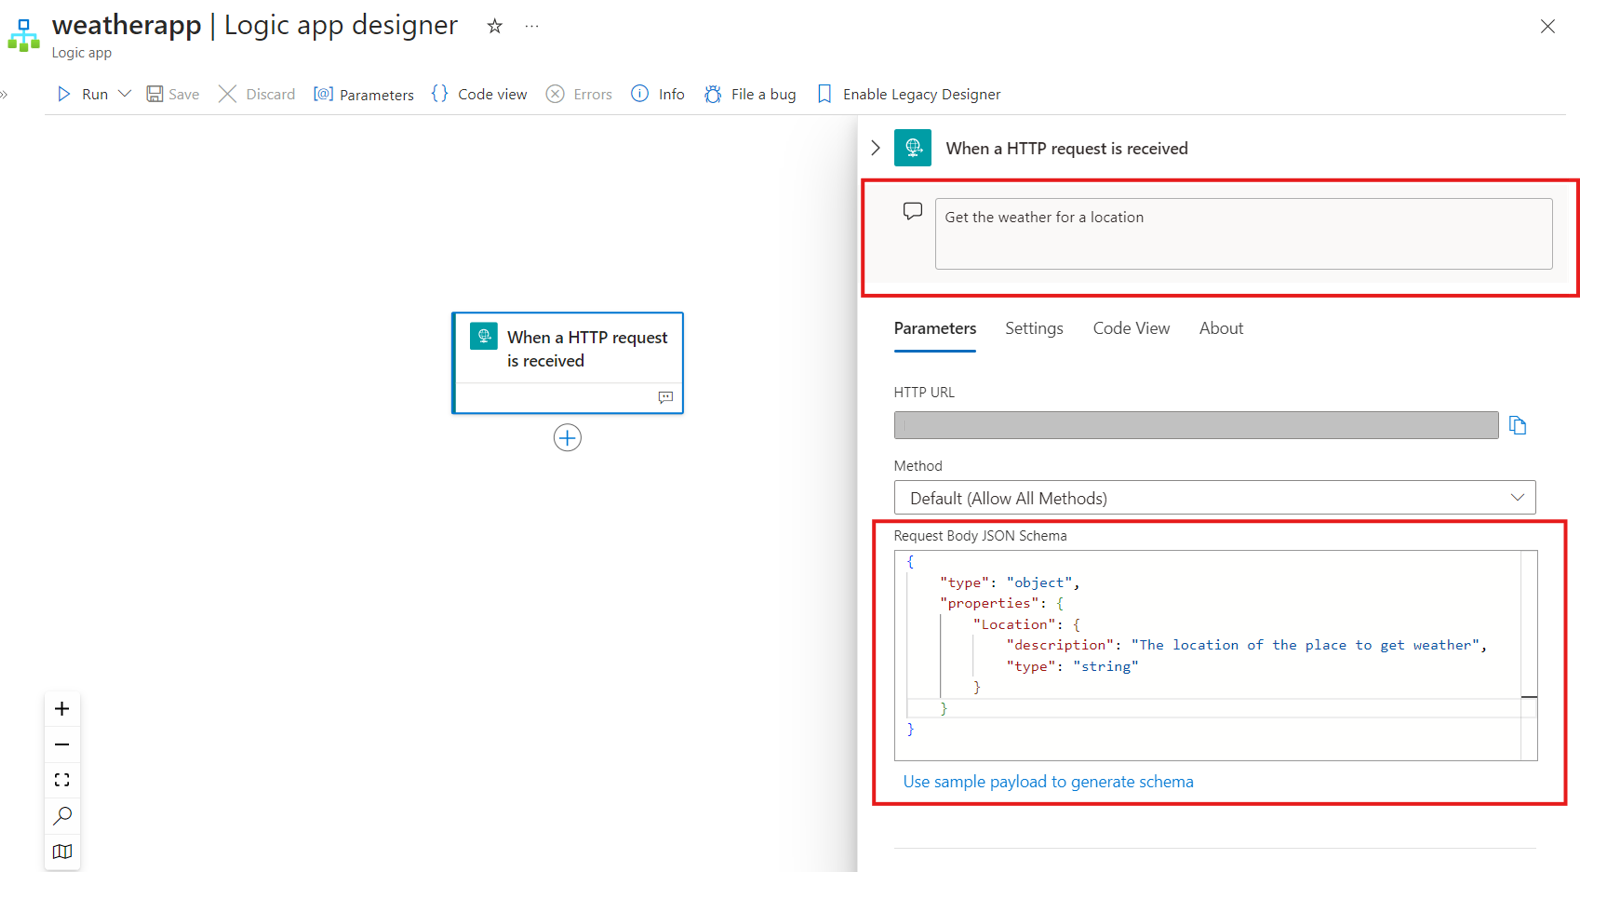 weatherapp | Logic app designer
Logic app
Run
Save
Discard
Parameters
Code view
Errors
Info
File a bug
Enable Legacy Designer
When a HTTP request
is received
When a HTTP request is received
Get the weather for a location
Parameters
Settings
Code View
About
HTTP URL
Method
Default (Allow All Methods)
Request Body JSON Schema
{
"type": "object",
"properties": {
"Location": {
"description": "The location of the place to get weather",
"type": "string"
}
}
}
Use sample payload to generate schema